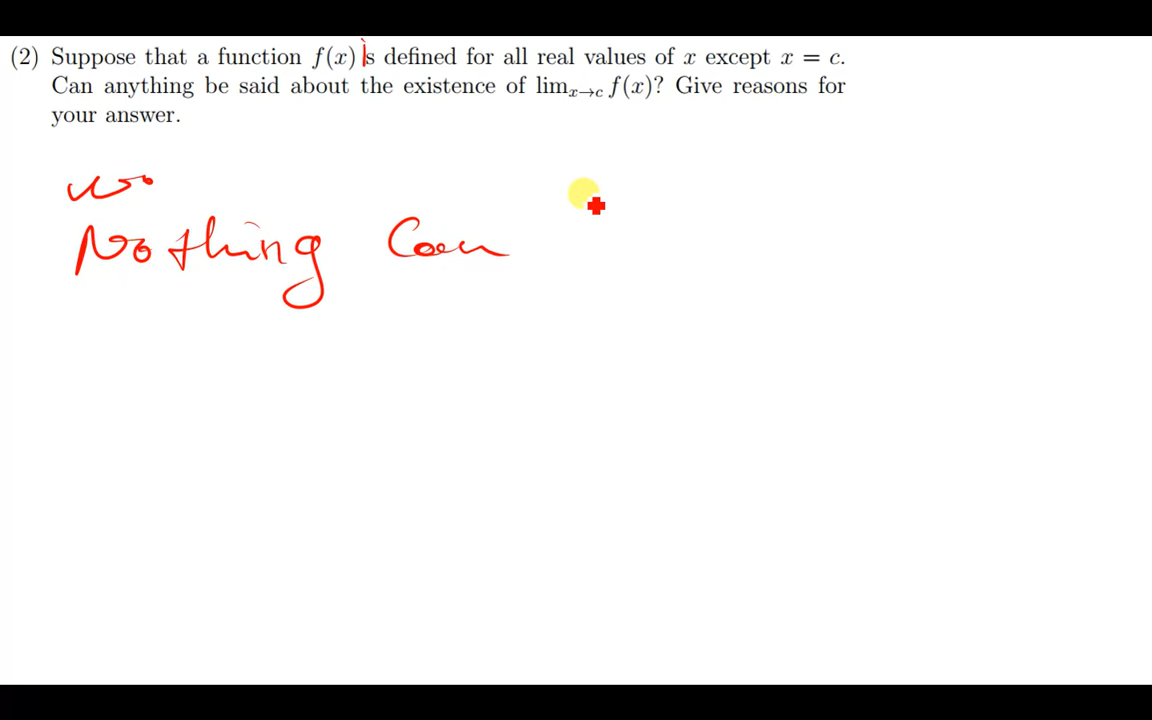 (2) Suppose that a function f(x) is defined for all real values of x except x = c.
Can anything be said about the existence of lim_{x→c} f(x)? Give reasons for
your answer.
Nothing Can